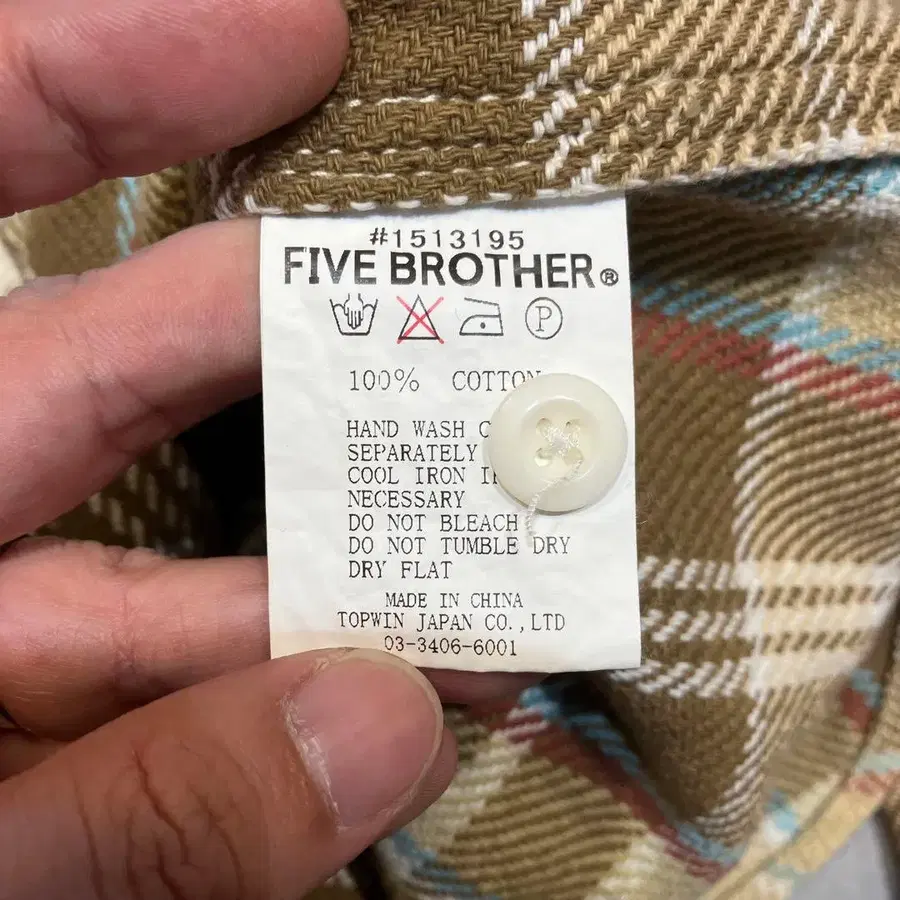 #1513195
FIVE BROTHER®
P
100% COTTON
HAND WASH
SEPARATELY
COOL IRON
NECESSARY
DO NOT BLEACH
DO NOT TUMBLE DRY
DRY FLAT
MADE IN CHINA
TOPWIN JAPAN CO.,LTD
03-3406-6001